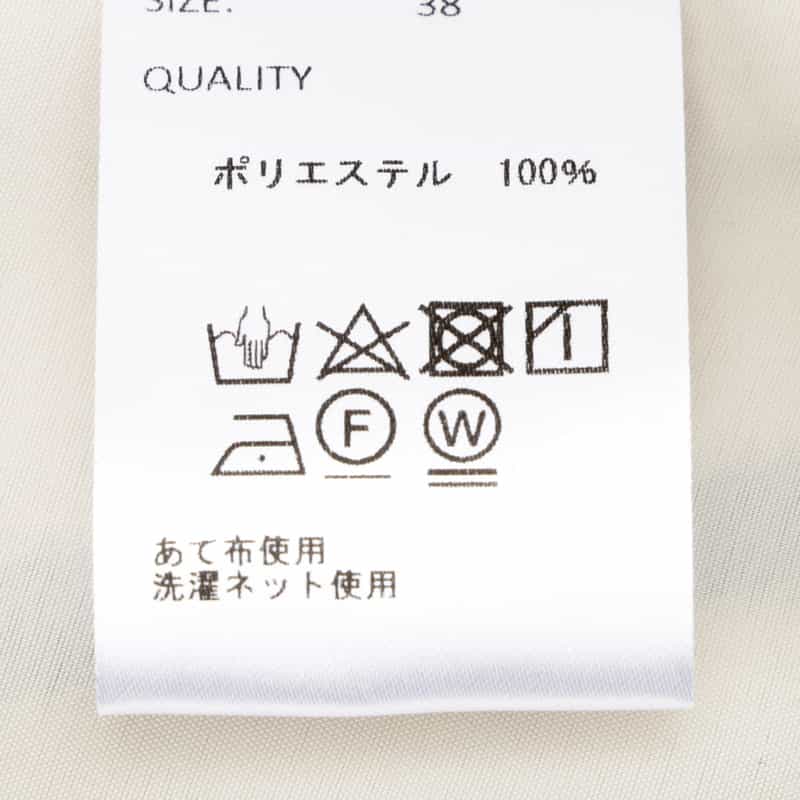 SIZE: 38
QUALITY
ポリエステル 100%
F W
あて布使用
洗濯ネット使用